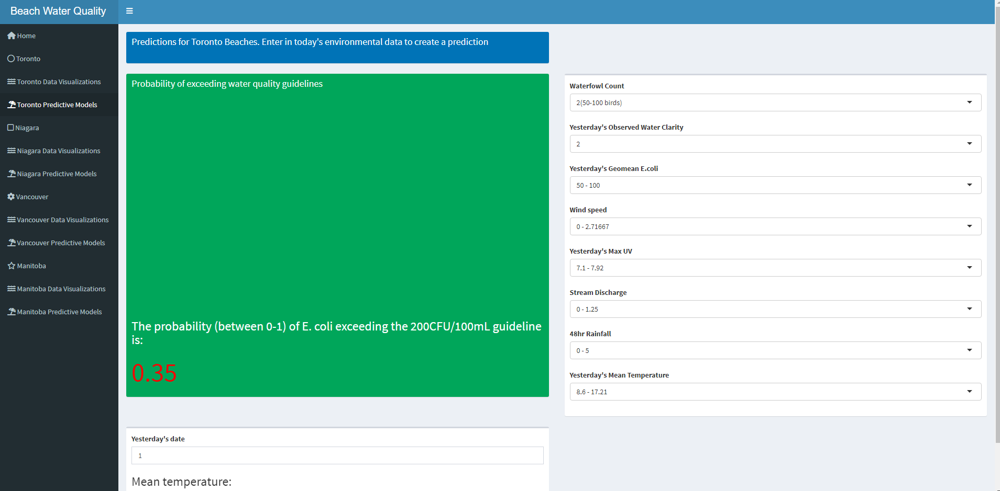 Beach Water Quality
Home
Toronto
Toronto Data Visualizations
Toronto Predictive Models
Niagara
Niagara Data Visualizations
Niagara Predictive Models
Vancouver
Vancouver Data Visualizations
Vancouver Predictive Models
Manitoba
Manitoba Data Visualizations
Manitoba Predictive Models
Predictions for Toronto Beaches. Enter in today's environmental data to create a prediction
Probability of exceeding water quality guidelines
The probability (between 0-1) of E. coli exceeding the 200CFU/100mL guideline
is:
0.35
Waterfowl Count
2(50-100 birds)
Yesterday's Observed Water Clarity
2
Yesterday's Geomean E.coli
50 - 100
Wind speed
0 - 2.71667
Yesterday's Max UV
7.1 - 7.92
Stream Discharge
0 - 1.25
48hr Rainfall
0 - 5
Yesterday's Mean Temperature
8.6 - 17.21
Yesterday's date
1
Mean temperature: